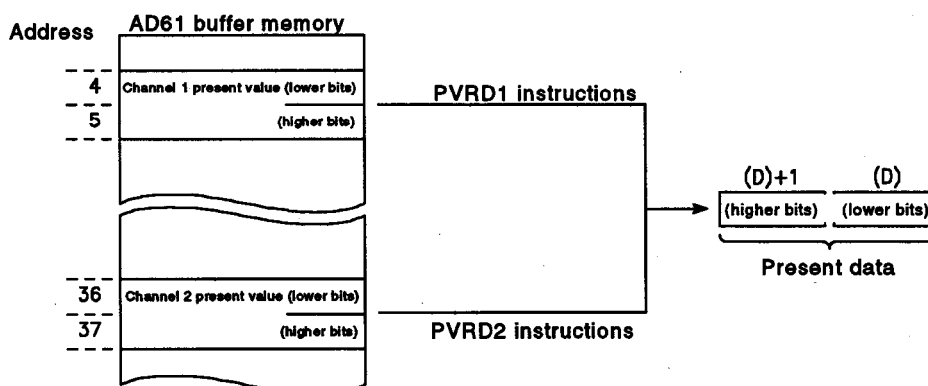 AD61 buffer memory
Address
4
Channel 1 present value (lower bits)
PVRD1 instructions
5
(higher bits)
(D)+1
(D)
(higher bits)
(lower bits)
Present data
36
Channel 2 present value (lower bits)
37
(higher bits)
PVRD2 instructions